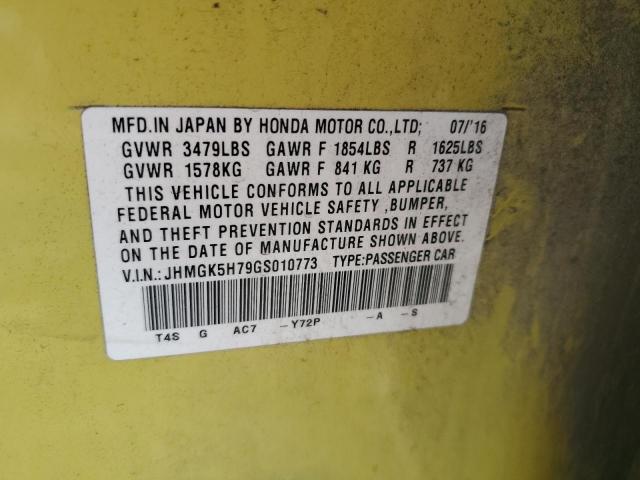 MFD.IN JAPAN BY HONDA MOTOR CO.,LTD; 07/'16
GVWR 3479LBS GAWR F 1854LBS R 1625LBS
GVWR 1578KG GAWR F 841 KG R 737 KG
THIS VEHICLE CONFORMS TO ALL APPLICABLE
FEDERAL MOTOR VEHICLE SAFETY ,BUMPER,
AND THEFT PREVENTION STANDARDS IN EFFECT
ON THE DATE OF MANUFACTURE SHOWN ABOVE.
V.I.N.: JHMGK5H79GS010773 TYPE:PASSENGER CAR
T4S G AC7 -Y72P -A -S